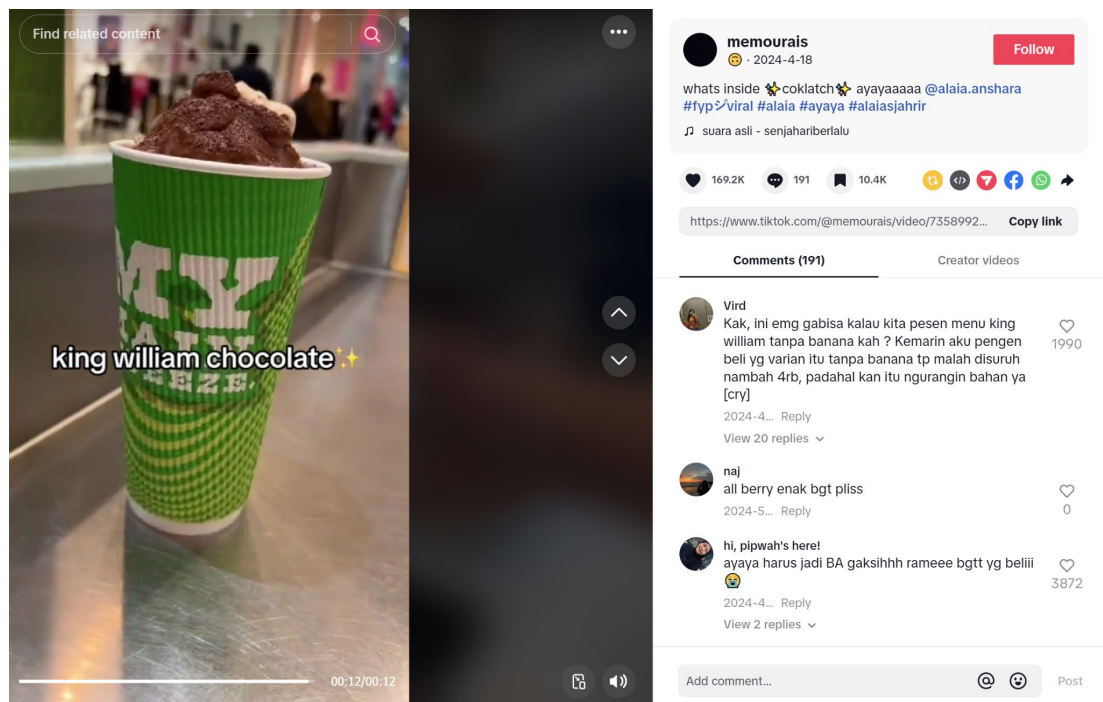 Find related content
MY
king william chocolate✨
EEZE.
00:12/00:12
memourais
🙃 · 2024-4-18
Follow
whats inside ✨coklatch✨ ayayaaaaa @alaia.anshara
#fypシviral #alaia #ayaya #alaiasjahrir
♫ suara asli - senjahariberlalu
169.2K
191
10.4K
https://www.tiktok.com/@memourais/video/7358992...
Copy link
Comments (191)
Creator videos
Vird
Kak, ini emg gabisa kalau kita pesen menu king
william tanpa banana kah ? Kemarin aku pengen
beli yg varian itu tanpa banana tp malah disuruh
nambah 4rb, padahal kan itu ngurangin bahan ya
[cry]
1990
2024-4... Reply
View 20 replies
naj
all berry enak bgt pliss
0
2024-5... Reply
hi, pipwah's here!
ayaya harus jadi BA gaksihhh rameee bgtt yg beliii
😭
3872
2024-4... Reply
View 2 replies
Add comment...
Post